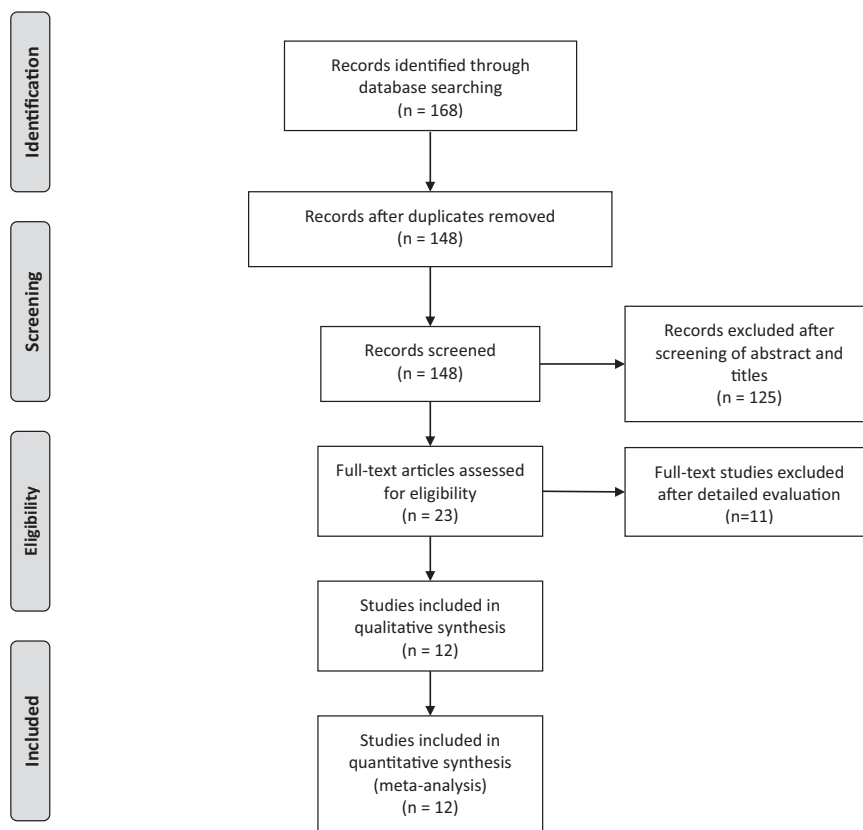 Identification
Records identified through
database searching
(n = 168)
Records after duplicates removed
(n = 148)
Screening
Records screened
(n = 148)
Records excluded after
screening of abstract and
titles
(n = 125)
Eligibility
Full-text articles assessed
for eligibility
(n = 23)
Full-text studies excluded
after detailed evaluation
(n=11)
Studies included in
qualitative synthesis
(n = 12)
Included
Studies included in
quantitative synthesis
(meta-analysis)
(n = 12)